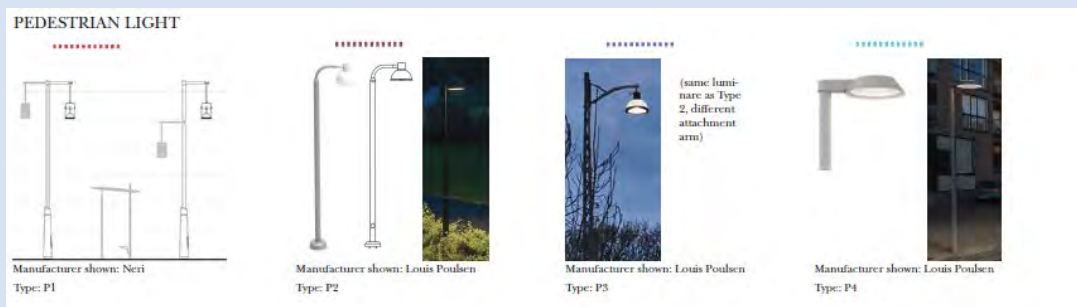 PEDESTRIAN LIGHT
Manufacturer shown: Neri
Type: P1
Manufacturer shown: Louis Poulsen
Type: P2
(same lumi-
nare as Type
2, different
attachment
arm)
Manufacturer shown: Louis Poulsen
Type: P3
Manufacturer shown: Louis Poulsen
Type: P4